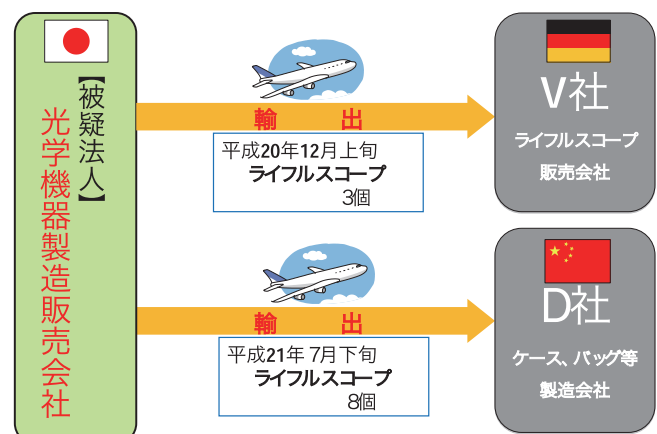 【被疑法人】
光学機器製造販売会社
輸 出
平成20年12月上旬
ライフルスコープ
3個
V社
ライフルスコープ
販売会社
輸 出
平成21年7月下旬
ライフルスコープ
8個
D社
ケース、バッグ等
製造会社